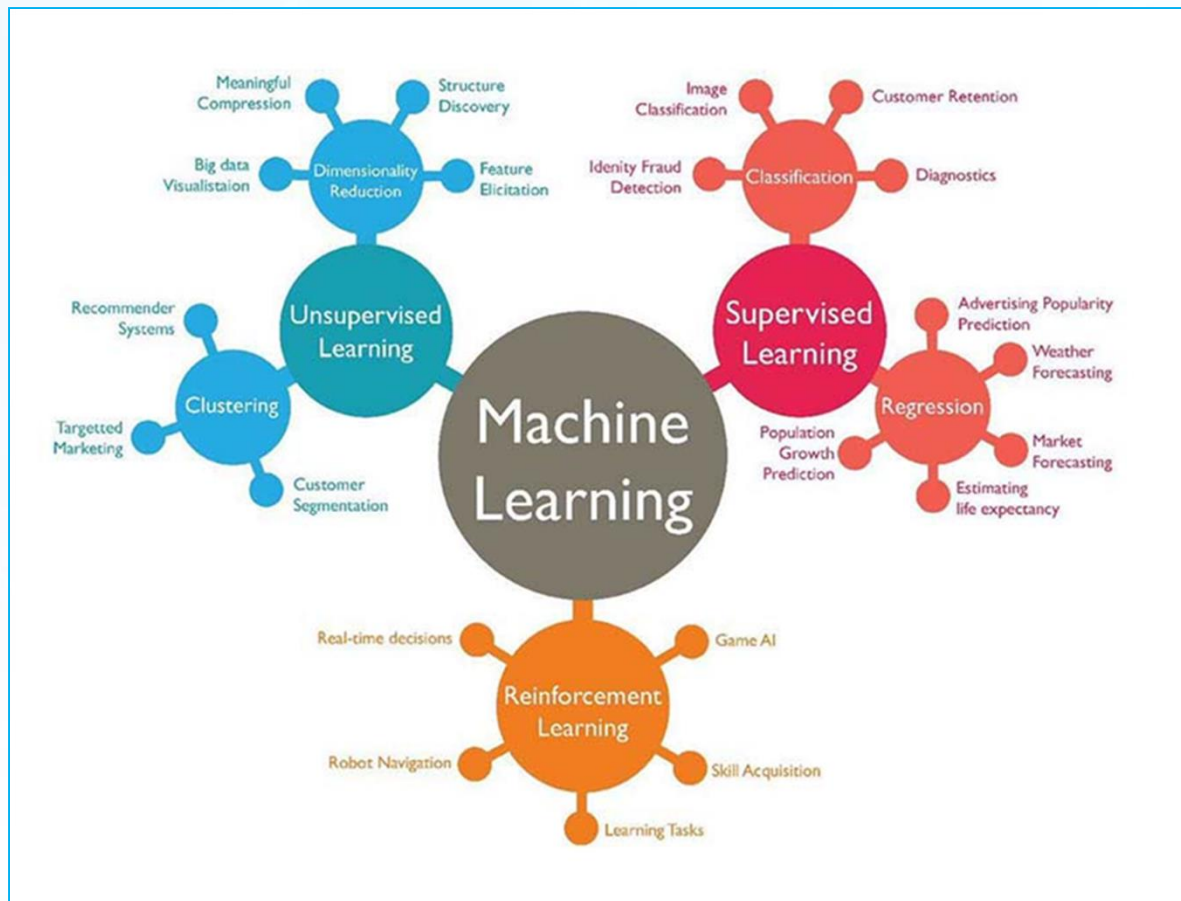 Machine
Learning
Unsupervised
Learning
Dimensionality
Reduction
Meaningful
Compression
Structure
Discovery
Big data
Visualistaion
Feature
Elicitation
Clustering
Recommender
Systems
Targetted
Marketing
Customer
Segmentation
Supervised
Learning
Classification
Image
Classification
Customer Retention
Idenity Fraud
Detection
Diagnostics
Regression
Advertising Popularity
Prediction
Weather
Forecasting
Population
Growth
Prediction
Market
Forecasting
Estimating
life expectancy
Reinforcement
Learning
Real-time decisions
Game AI
Robot Navigation
Skill Acquisition
Learning Tasks